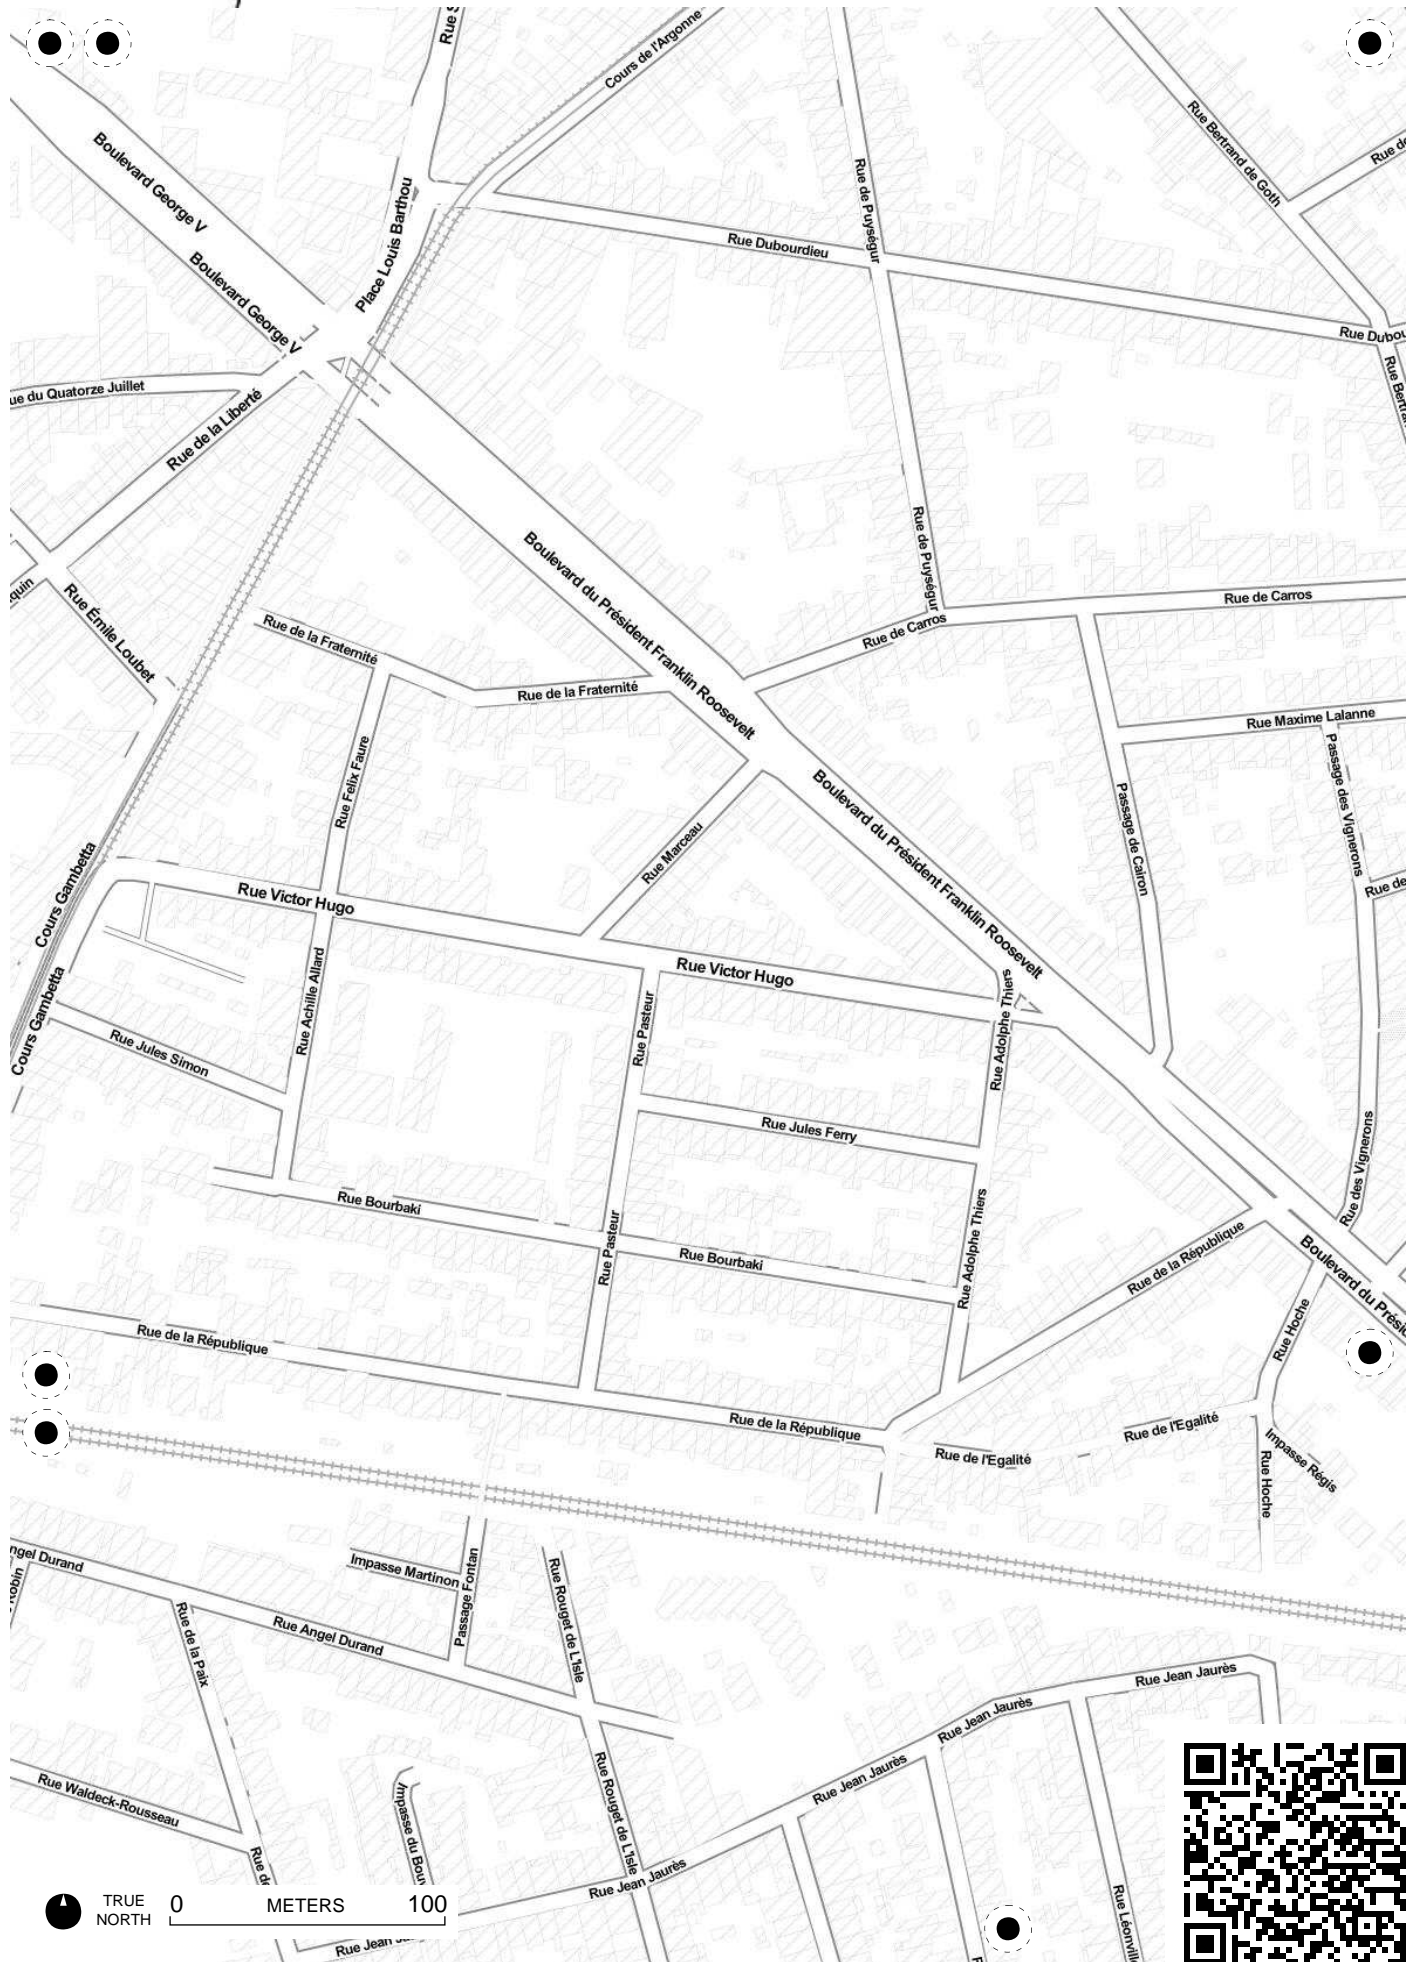 Cours de l'Argonne
Boulevard George V
Rue Bertrand de Goth
Rue de Puységur
Place Louis Barthou
Rue Dubourdieu
Boulevard George V
Rue du Quatorze Juillet
Rue de la Liberté
Rue de Puységur
Boulevard du Président Franklin Roosevelt
Rue Émile Loubet
Rue de Carros
Rue de Carros
Rue de la Fraternité
Rue de la Fraternité
Rue Maxime Lalanne
Passage des Vignerons
Rue Felix Faure
Rue Marceau
Passage de Cairon
Boulevard du Président Franklin Roosevelt
Cours Gambetta
Rue Victor Hugo
Rue de
Rue Victor Hugo
Rue Achille Allard
Cours Gambetta
Rue Pasteur
Rue Adolphe Thiers
Rue Jules Simon
Rue Jules Ferry
Rue des Vignerons
Rue Bourbaki
Rue Pasteur
Rue Bourbaki
Rue Adolphe Thiers
Rue de la République
Boulevard du Présid
Rue Hoche
Rue de la République
Rue de la République
Rue de l'Egalité
Rue de l'Egalité
Impasse Régis
Rue Hoche
ngel Durand
Impasse Martinon
Passage Fontan
Rue Rouget de L'Isle
Robin
Rue de la Paix
Rue Angel Durand
Rue Jean Jaurès
Rue Jean Jaurès
Rue Jean Jaurès
Rue Waldeck-Rousseau
Impasse du Bouv
Rue Rouget de L'Isle
Rue Jean Jaurès
Rue Léonville
TRUE
NORTH
0 METERS 100